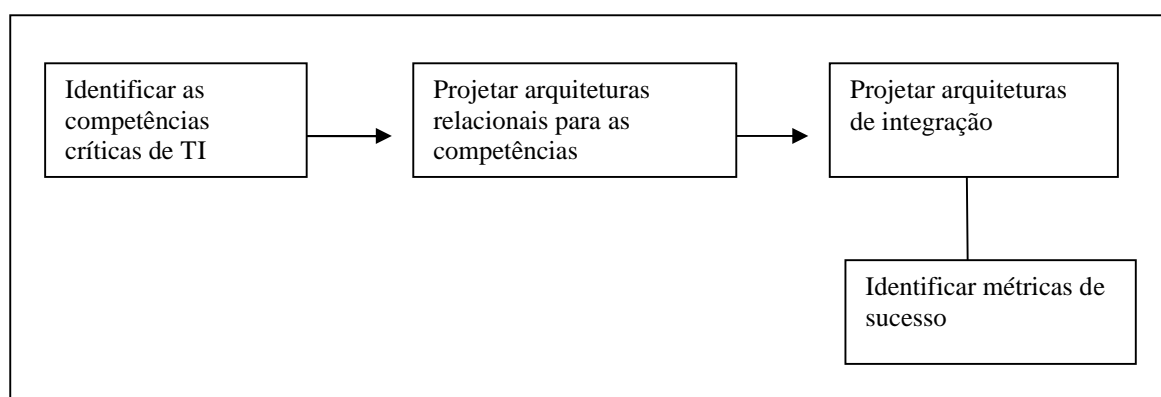 Identificar as
competências
críticas de TI
Projetar arquiteturas
relacionais para as
competências
Projetar arquiteturas
de integração
Identificar métricas de
sucesso